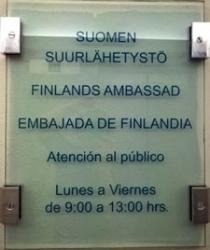 SUOMEN
SUURLÄHETYSTÖ
FINLANDS AMBASSAD
EMBAJADA DE FINLANDIA
Atención al público
Lunes a Viernes
de 9:00 a 13:00 hrs.